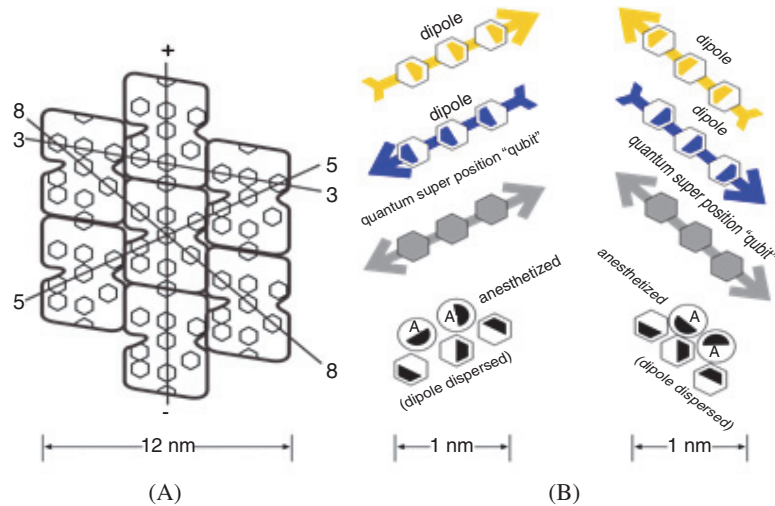 +
8
3
5
3
5
8
-
12 nm
(A)
dipole
dipole
quantum super position "qubit"
anesthetized
A
A
(dipole dispersed)
1 nm
dipole
dipole
quantum super position "qubit"
anesthetized
A
A
(dipole dispersed)
1 nm
(B)